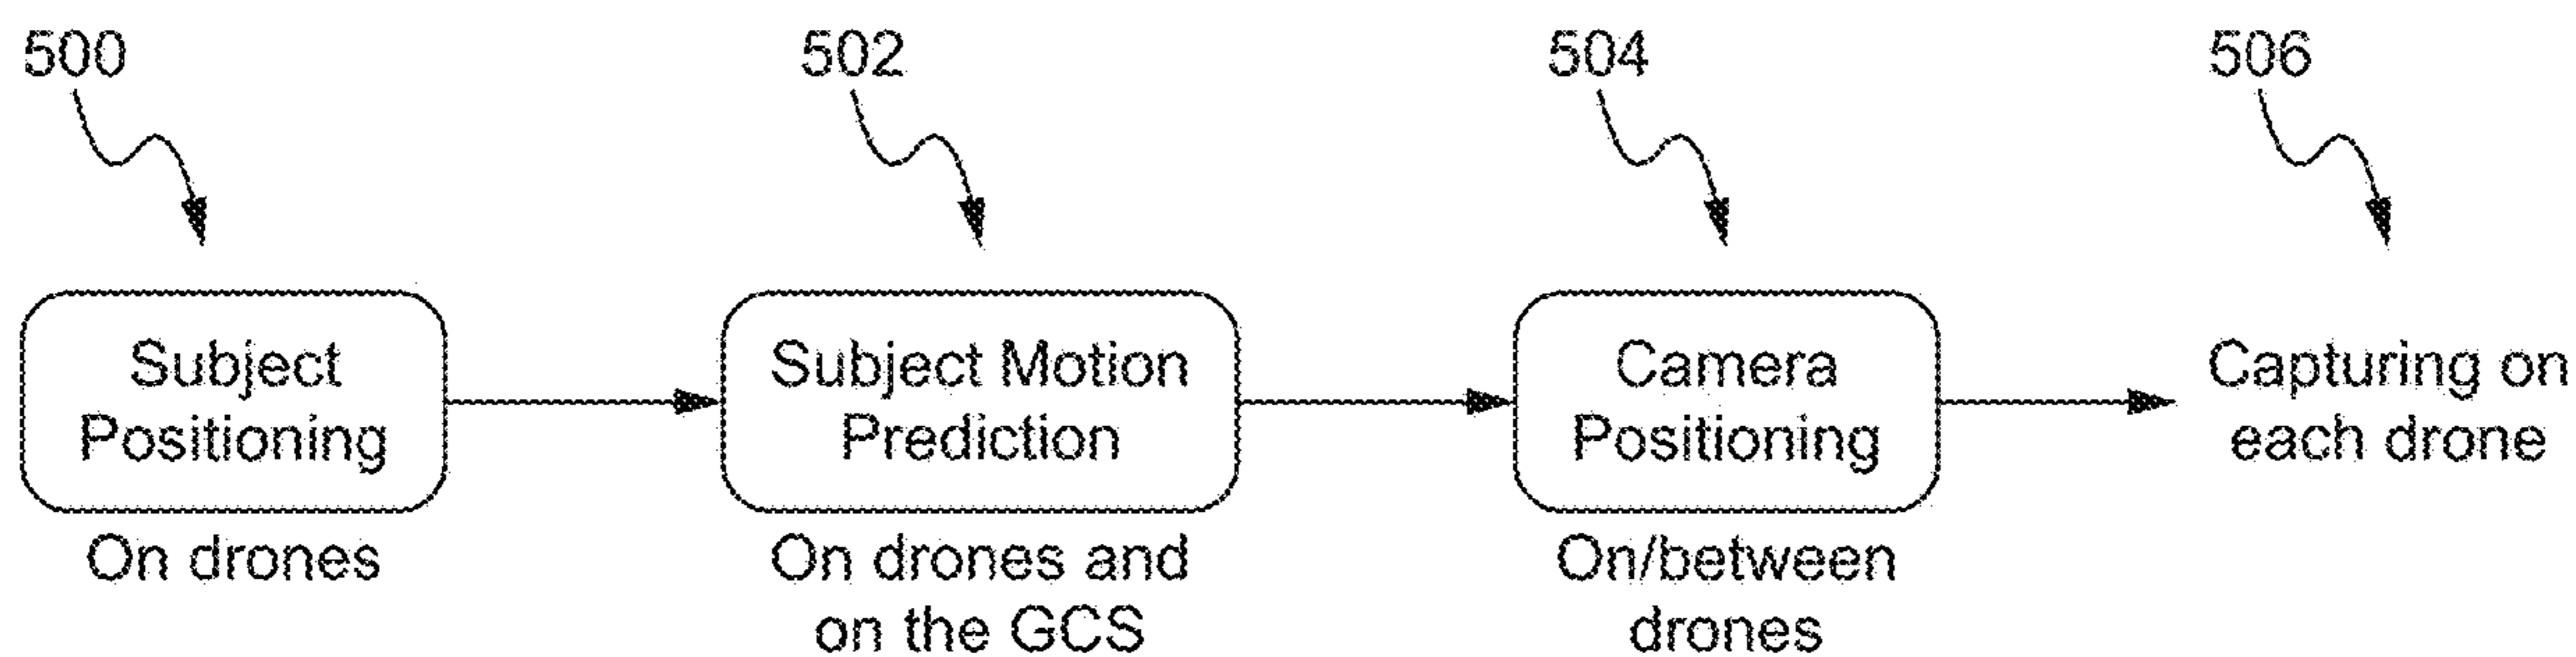 500
502
504
506
Subject
Positioning
On drones
Subject Motion
Prediction
On drones and
on the GCS
Camera
Positioning
On/between
drones
Capturing on
each drone